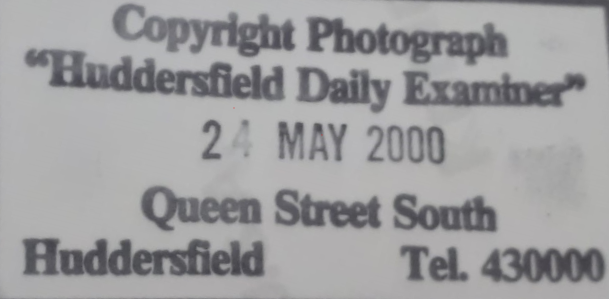 Copyright Photograph
“Huddersfield Daily Examiner”
24 MAY 2000
Queen Street South
Huddersfield Tel. 430000